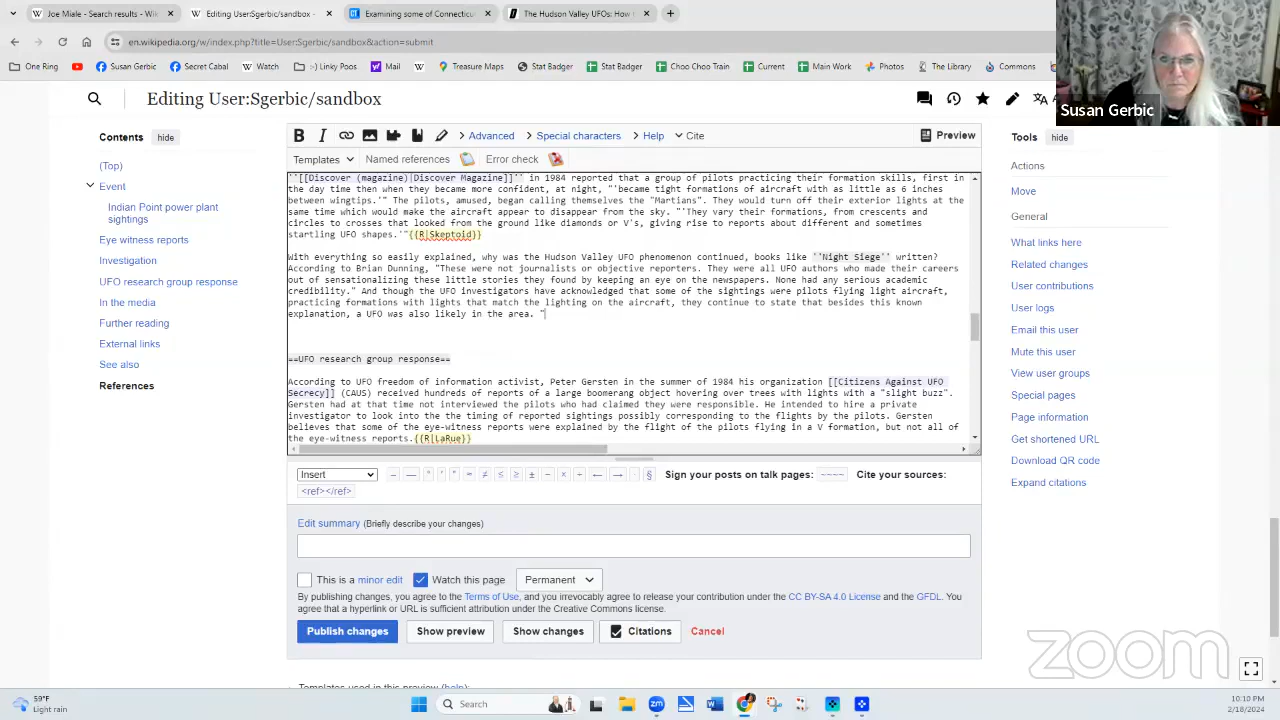 Joe Miale - Search results - Wiki
Editing User:Sgerbic/sandbox -
Examining some of Connecticut
The Hudson Valley UFOs: How
en.wikipedia.org/w/index.php?title=User:Sgerbic/sandbox&action=submit
One Ring
Susan Gerbic
Secret Cabal
Watch
:-) Linky Poo
Mail
Treasure Maps
Stat Badger
Stat Badger
Choo Choo Train
Current
Main Work
Photos
The Library
Commons
Susan Gerbic
Editing User:Sgerbic/sandbox
Contents hide
(Top)
Event
Indian Point power plant
sightings
Eye witness reports
Investigation
UFO research group response
In the media
Further reading
External links
See also
References
B I Advanced Special characters Help Cite Preview
Templates Named references Error check
''[[Discover (magazine)|Discover Magazine]]'' in 1984 reported that a group of pilots practicing their formation skills, first in
the day time then when they became more confident, at night, "'became tight formations of aircraft with as little as 6 inches
between wingtips.'" The pilots, amused, began calling themselves the "Martians". They would turn off their exterior lights at the
same time which would make the aircraft appear to disappear from the sky. "'They vary their formations, from crescents and
circles to crosses that looked from the ground like diamonds or V's, giving rise to reports about different and sometimes
startling UFO shapes.'"{{R|Skeptoid}}
With everything so easily explained, why was the Hudson Valley UFO phenomenon continued, books like ''Night Siege'' written?
According to Brian Dunning, "These were not journalists or objective reporters. They were all UFO authors who made their careers
out of sensationalizing these little stories they found by keeping an eye on the newspapers. None had any serious academic
credibility." And though the UFO investigators have acknowledged that some of the sightings were pilots flying light aircraft,
practicing formations with lights that match the lighting on the aircraft, they continue to state that besides this known
explanation, a UFO was also likely in the area. "
==UFO research group response==
According to UFO freedom of information activist, Peter Gersten in the summer of 1984 his organization [[Citizens Against UFO
Secrecy]] (CAUS) received hundreds of reports of a large boomerang object hovering over trees with lights with a "slight buzz".
Gersten had at that time not interviewed the pilots who had claimed they were responsible. He intended to hire a private
investigator to look into the the timing of reported sightings possibly corresponding to the flights by the pilots. Gersten
believes that some of the eye-witness reports were explained by the flight of the pilots flying in a V formation, but not all of
the eye-witness reports.{{R|LaRue}}
Insert – — ° ′ ″ ≈ ≠ ≤ ≥ ± − × ÷ ← → · § Sign your posts on talk pages: ~~~~ Cite your sources:
<ref></ref>
Edit summary (Briefly describe your changes)
This is a minor edit Watch this page Permanent
By publishing changes, you agree to the Terms of Use, and you irrevocably agree to release your contribution under the CC BY-SA 4.0 License and the GFDL. You
agree that a hyperlink or URL is sufficient attribution under the Creative Commons license.
Publish changes Show preview Show changes Citations Cancel
Templates used in this preview (help):
Tools hide
Actions
Move
General
What links here
Related changes
User contributions
User logs
Email this user
Mute this user
View user groups
Special pages
Page information
Get shortened URL
Download QR code
Expand citations
zoom
59°F
Light rain
Search
10:10 PM
2/18/2024